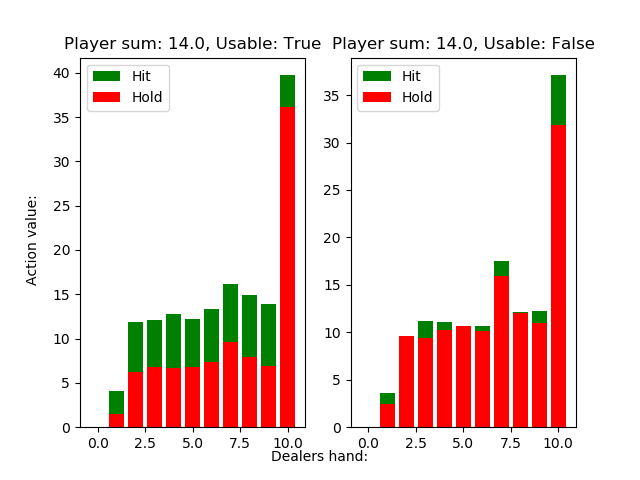 Player sum: 14.0, Usable: True
Player sum: 14.0, Usable: False
Hit
Hold
Hit
Hold
40
35
30
25
20
15
10
5
0
35
30
25
20
15
10
5
0
Action value:
0.0 2.5 5.0 7.5 10.0
0.0 2.5 5.0 7.5 10.0
Dealers hand: